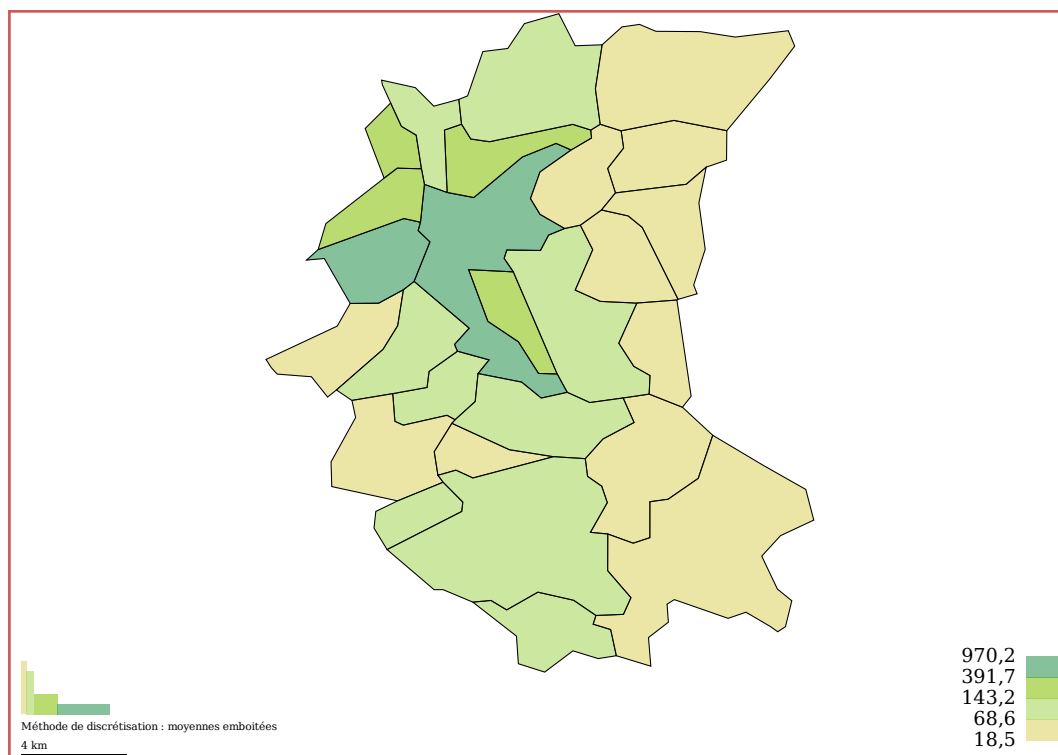 970,2
391,7
143,2
68,6
18,5
Méthode de discrétisation : moyennes emboitées
4 km